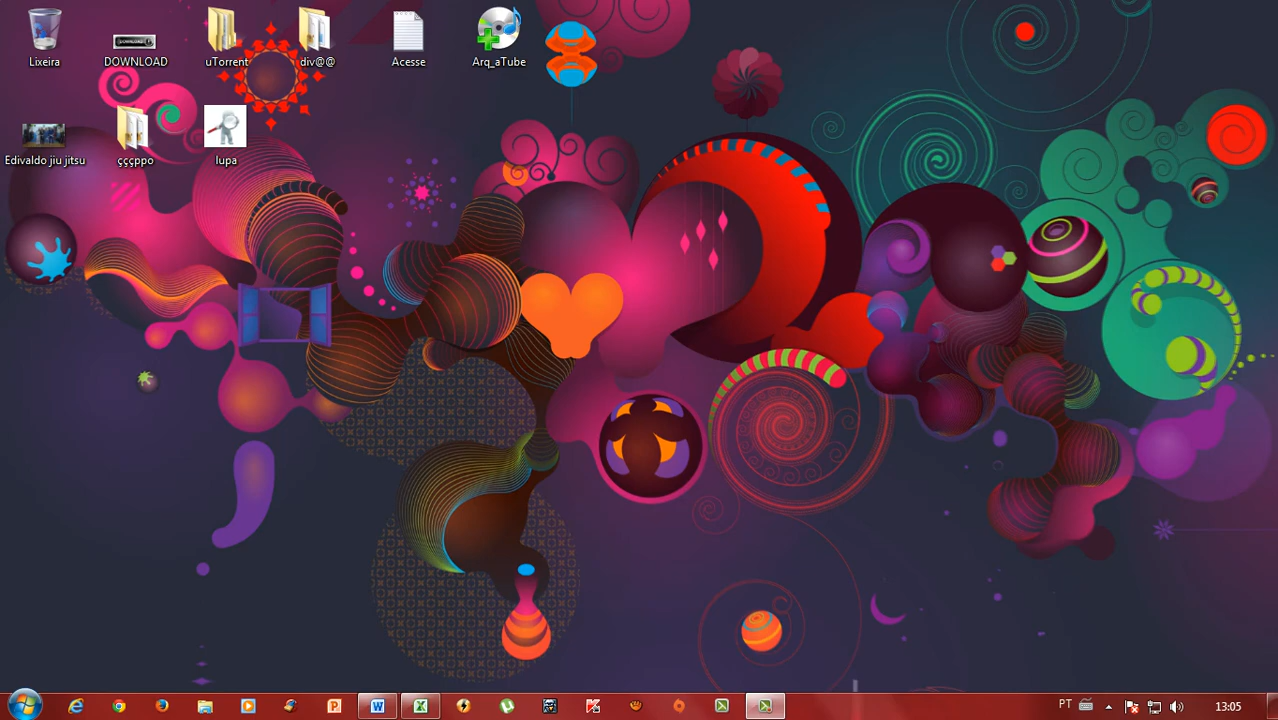 Lixeira
DOWNLOAD
uTorrent
div@@
Acesse
Arq_aTube
Edivaldo jiu jitsu
çççppo
lupa
PT
13:05